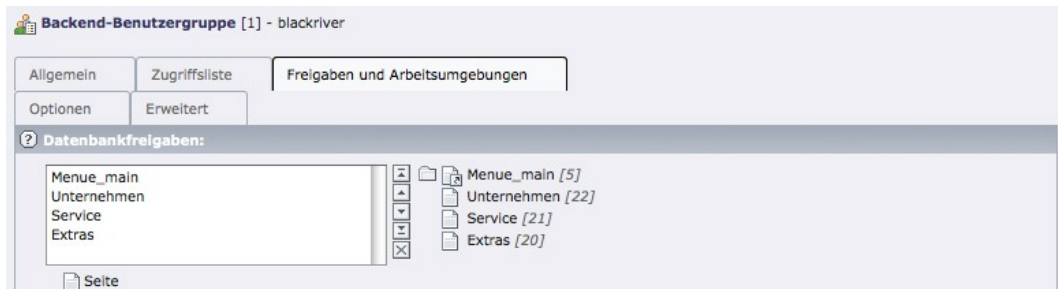 Backend-Benutzergruppe [1] - blackriver
Allgemein Zugriffsliste Freigaben und Arbeitsumgebungen
Optionen Erweitert
? Datenbankfreigaben:
Menue_main
Unternehmen
Service
Extras
Menue_main [5]
Unternehmen [22]
Service [21]
Extras [20]
Seite